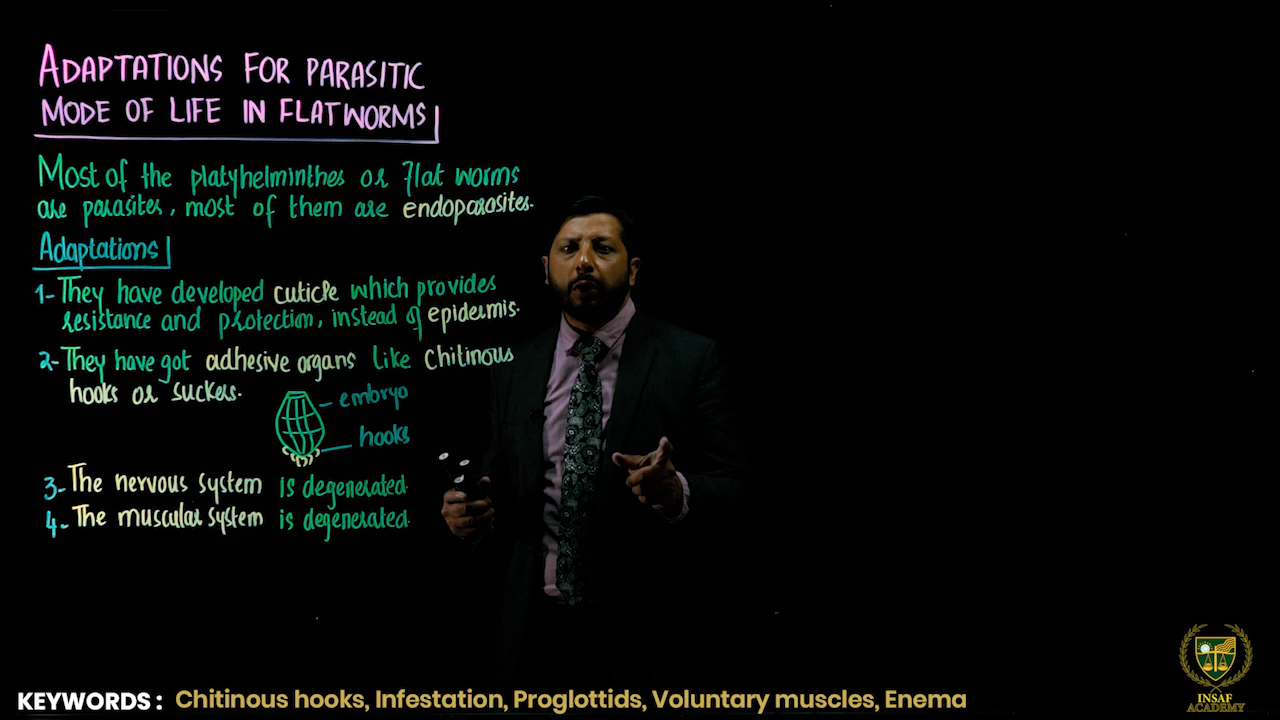 ADAPTATIONS FOR PARASITIC
MODE OF LIFE IN FLATWORMS
Most of the platyhelminthes or Flat worms
are parasites, most of them are endoparasites.
Adaptations
1- They have developed cuticle which provides
resistance and protection, instead of epidermis.
2- They have got adhesive organs like chitinous
hooks or suckers.
embryo
hooks
3- The nervous system is degenerated.
4- The muscular system is degenerated.
KEYWORDS : Chitinous hooks, Infestation, Proglottids, Voluntary muscles, Enema
INSAF
ACADEMY